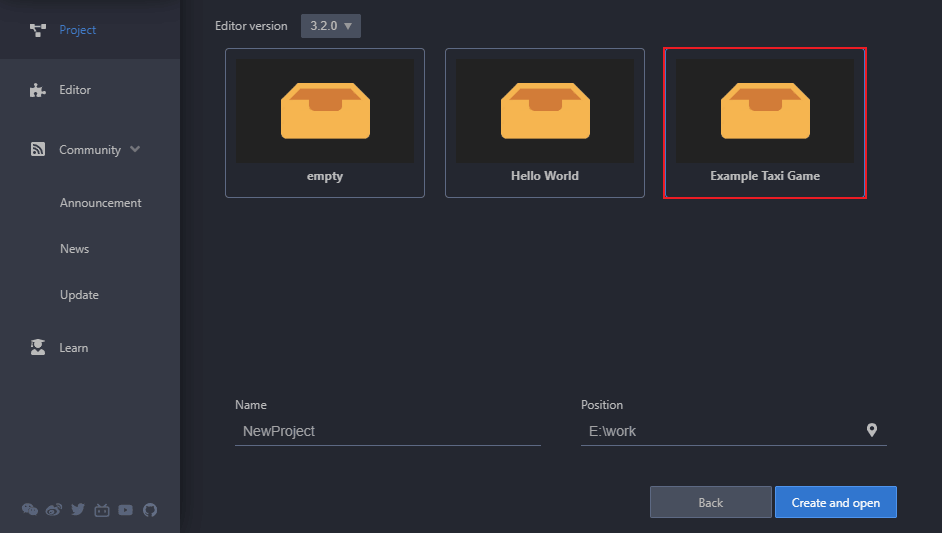 Project
Editor
Community
Announcement
News
Update
Learn
Editor version 3.2.0
empty
Hello World
Example Taxi Game
Name
NewProject
Position
E:\work
Back
Create and open